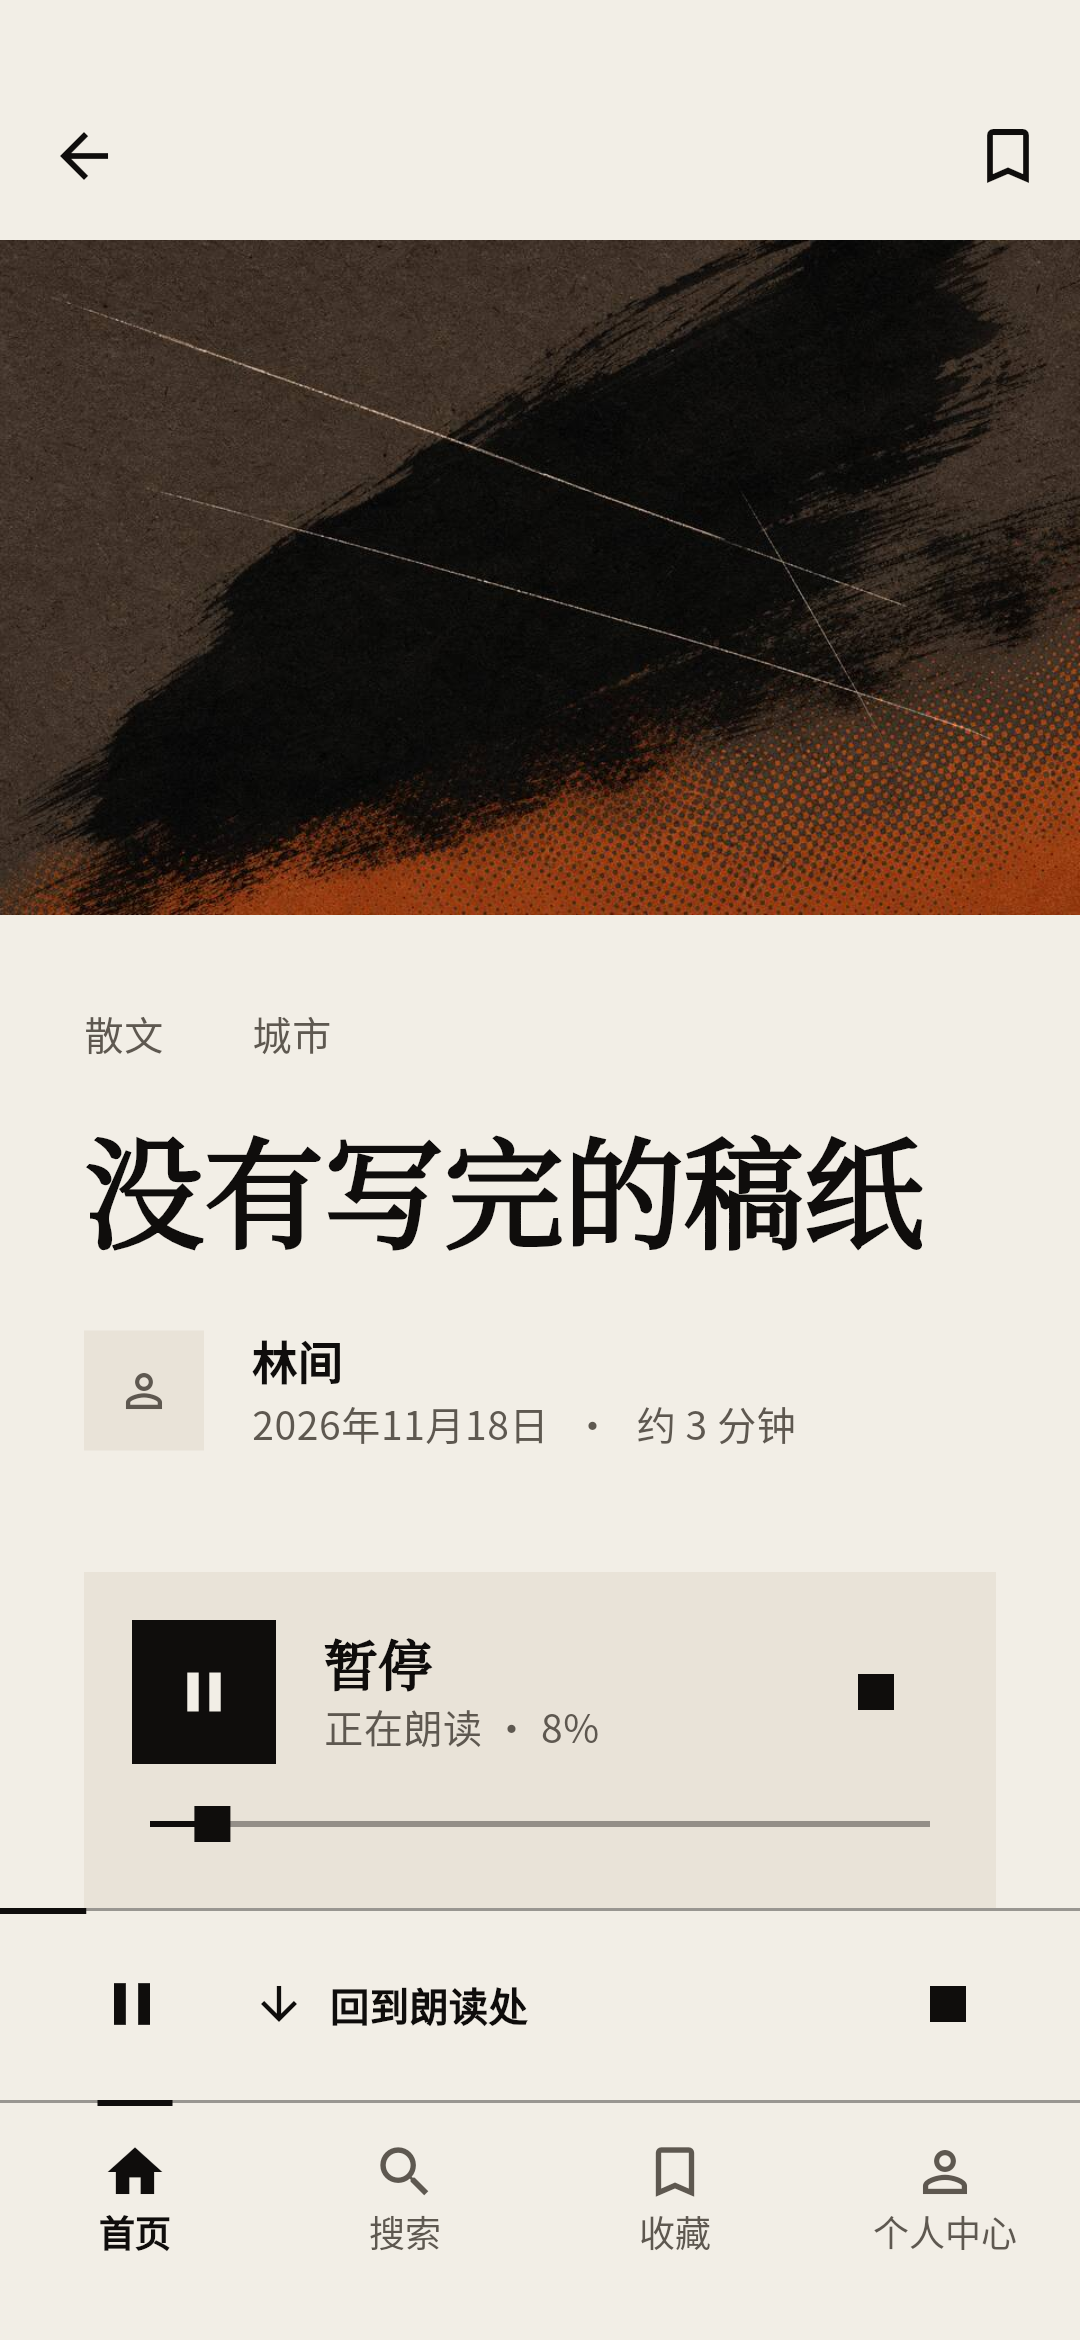 散文 城市
没有写完的稿纸
林间
2026年11月18日 · 约 3 分钟
暂停
正在朗读 · 8%
回到朗读处
首页 搜索 收藏 个人中心